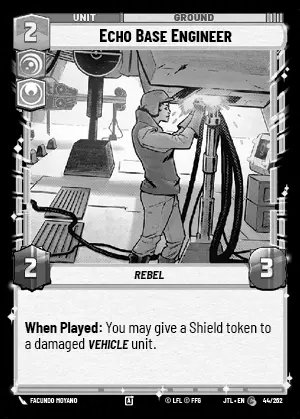 UNIT GROUND
2 ECHO BASE ENGINEER
2 3
REBEL
When Played: You may give a Shield token to
a damaged VEHICLE unit.
FACUNDO MOYANO A © LFL © FFG JTL • EN C 44/262